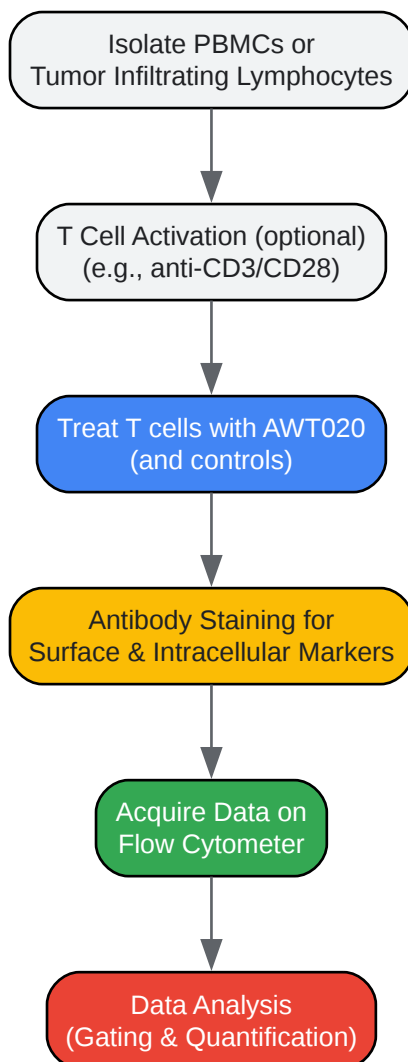 Isolate PBMCs or
Tumor Infiltrating Lymphocytes
T Cell Activation (optional)
(e.g., anti-CD3/CD28)
Treat T cells with AWT020
(and controls)
Antibody Staining for
Surface & Intracellular Markers
Acquire Data on
Flow Cytometer
Data Analysis
(Gating & Quantification)